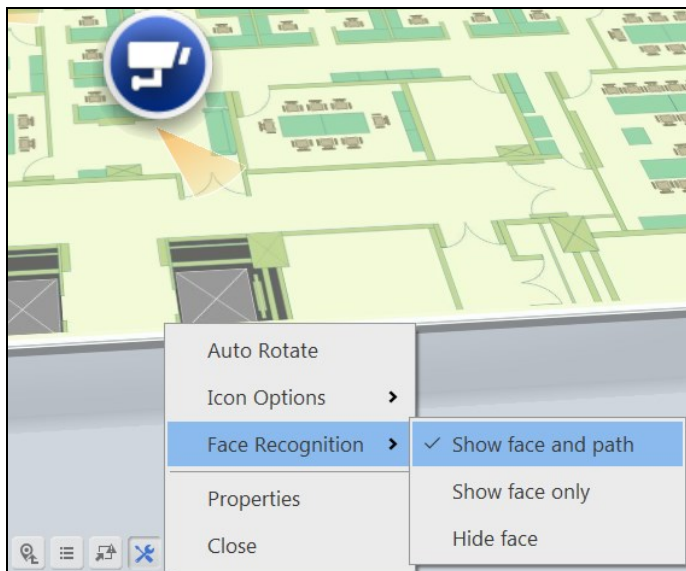 Auto Rotate
Icon Options
Face Recognition
Properties
Close
Show face and path
Show face only
Hide face